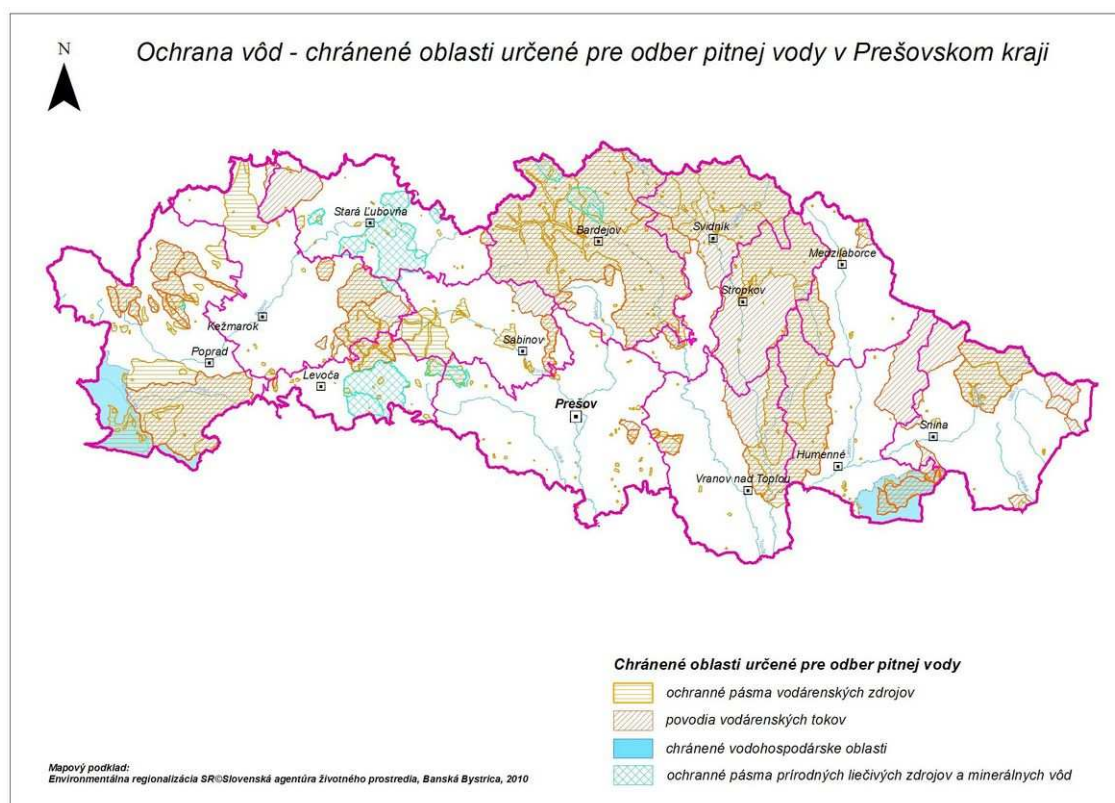 N
Ochrana vôd - chránené oblasti určené pre odber pitnej vody v Prešovskom kraji
Stará Ľubovňa
Bardejov
Svidník
Medzilaborce
Stropkov
Kežmarok
Sabinov
Poprad
Levoča
Prešov
Snina
Humenné
Vranov nad Topľou
Chránené oblasti určené pre odber pitnej vody
ochranné pásma vodárenských zdrojov
povodia vodárenských tokov
chránené vodohospodárske oblasti
ochranné pásma prírodných liečivých zdrojov a minerálnych vôd
Mapový podklad:
Environmentálna regionalizácia SR©Slovenská agentúra životného prostredia, Banská Bystrica, 2010